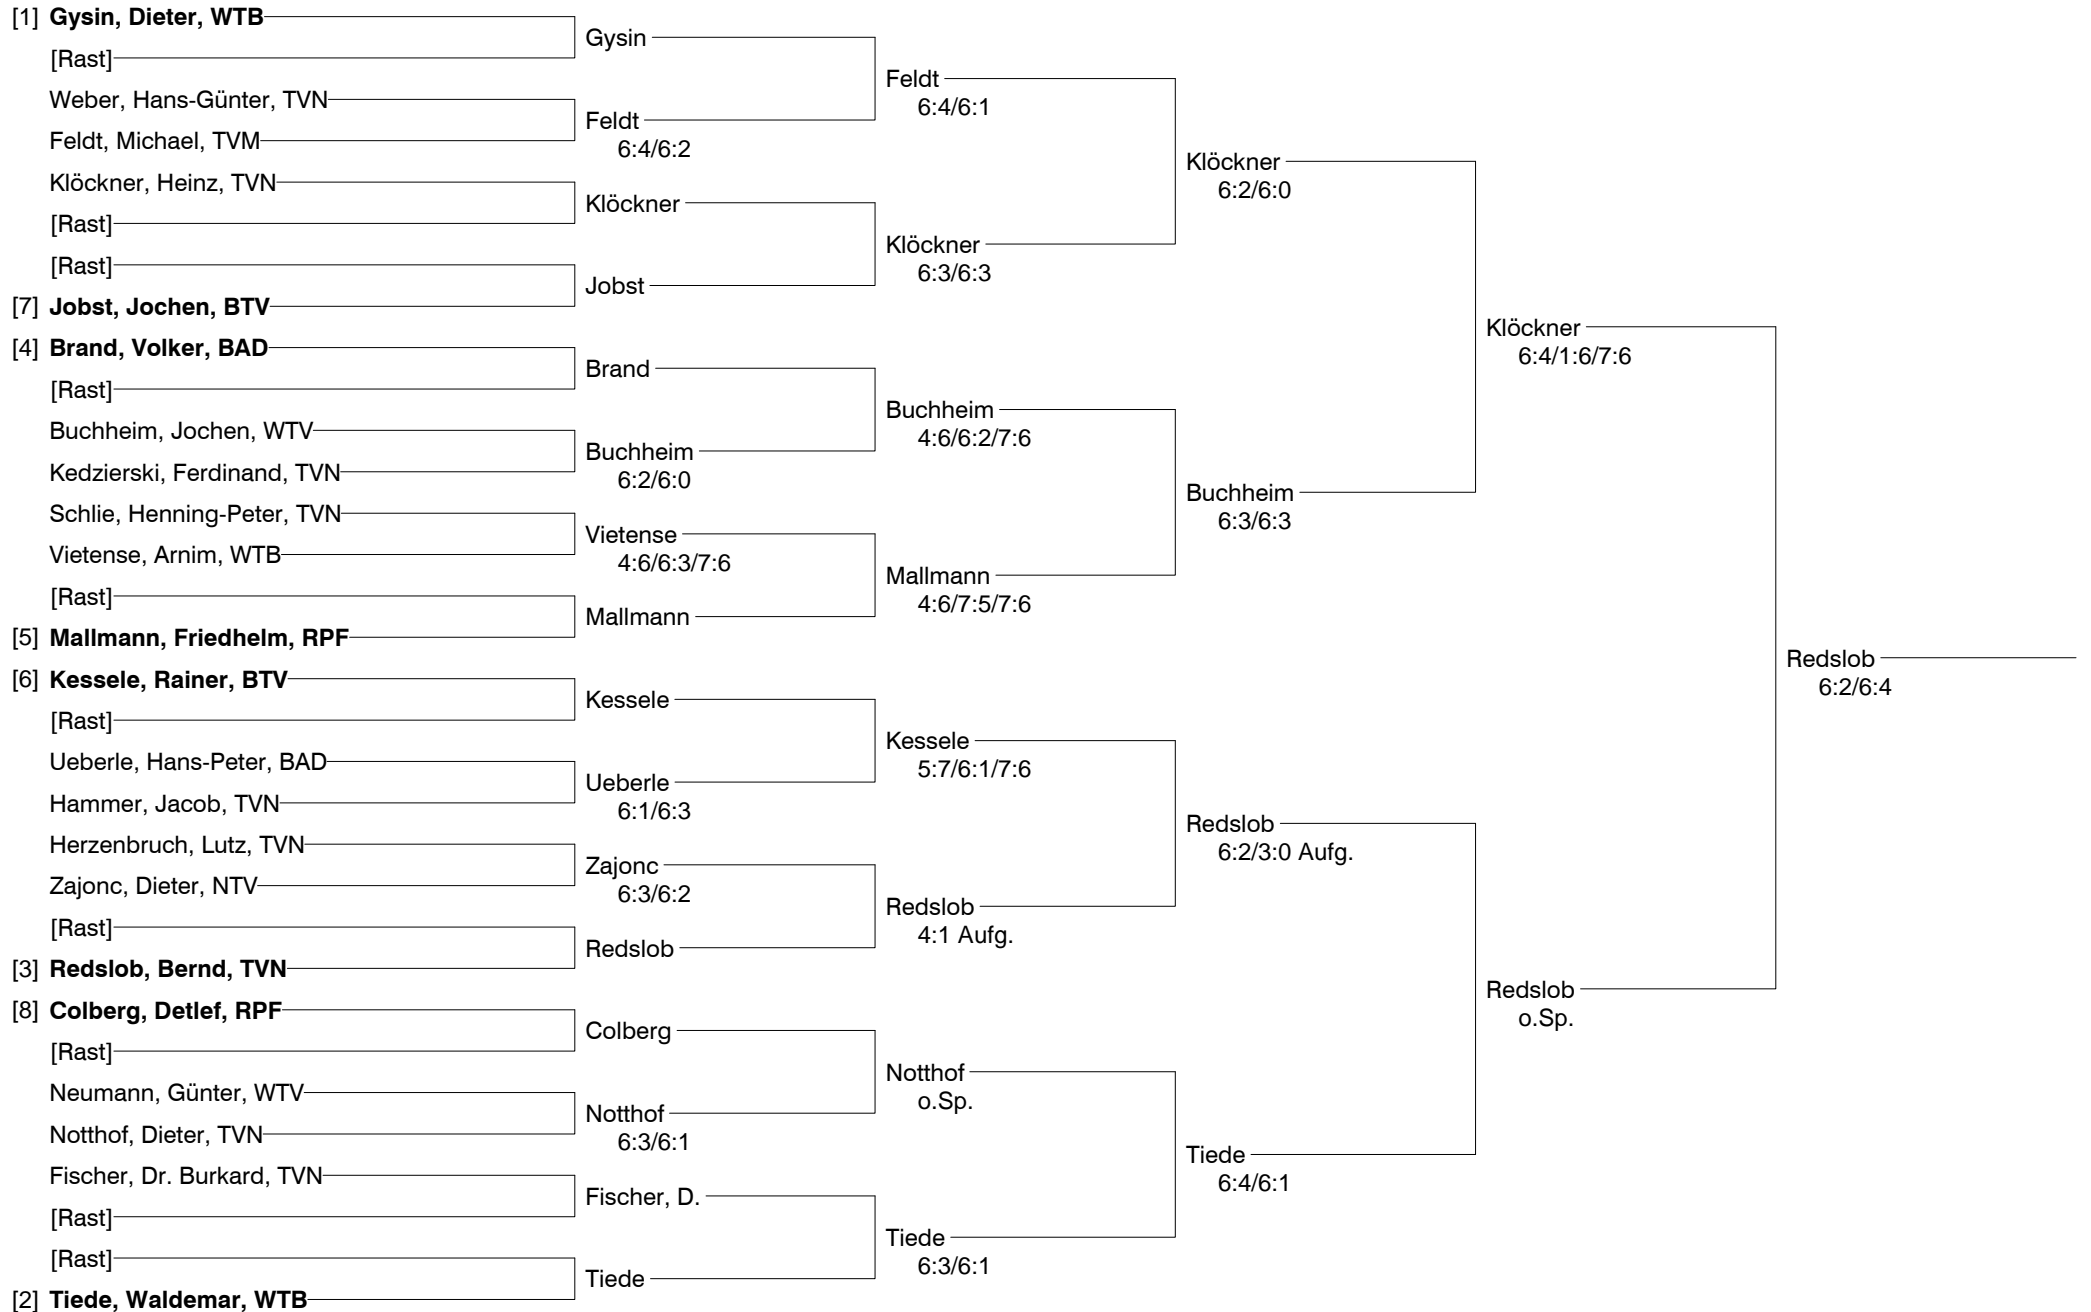 [1] Gysin, Dieter, WTB
[Rast]
Weber, Hans-Günter, TVN
Feldt, Michael, TVM
Klöckner, Heinz, TVN
[Rast]
[Rast]
[7] Jobst, Jochen, BTV
[4] Brand, Volker, BAD
[Rast]
Buchheim, Jochen, WTV
Kedzierski, Ferdinand, TVN
Schlie, Henning-Peter, TVN
Vietense, Arnim, WTB
[Rast]
[5] Mallmann, Friedhelm, RPF
[6] Kessele, Rainer, BTV
[Rast]
Ueberle, Hans-Peter, BAD
Hammer, Jacob, TVN
Herzenbruch, Lutz, TVN
Zajonc, Dieter, NTV
[Rast]
[3] Redslob, Bernd, TVN
[8] Colberg, Detlef, RPF
[Rast]
Neumann, Günter, WTV
Notthof, Dieter, TVN
Fischer, Dr. Burkard, TVN
[Rast]
[Rast]
[2] Tiede, Waldemar, WTB
Gysin
Feldt
6:4/6:2
Klöckner
Jobst
Brand
Buchheim
6:2/6:0
Vietense
4:6/6:3/7:6
Mallmann
Kessele
Ueberle
6:1/6:3
Zajonc
6:3/6:2
Redslob
Colberg
Notthof
6:3/6:1
Fischer, D.
Tiede
Feldt
6:4/6:1
Klöckner
6:3/6:3
Buchheim
4:6/6:2/7:6
Mallmann
4:6/7:5/7:6
Kessele
5:7/6:1/7:6
Redslob
4:1 Aufg.
Notthof
o.Sp.
Tiede
6:3/6:1
Klöckner
6:2/6:0
Buchheim
6:3/6:3
Redslob
6:2/3:0 Aufg.
Tiede
6:4/6:1
Klöckner
6:4/1:6/7:6
Redslob
o.Sp.
Redslob
6:2/6:4